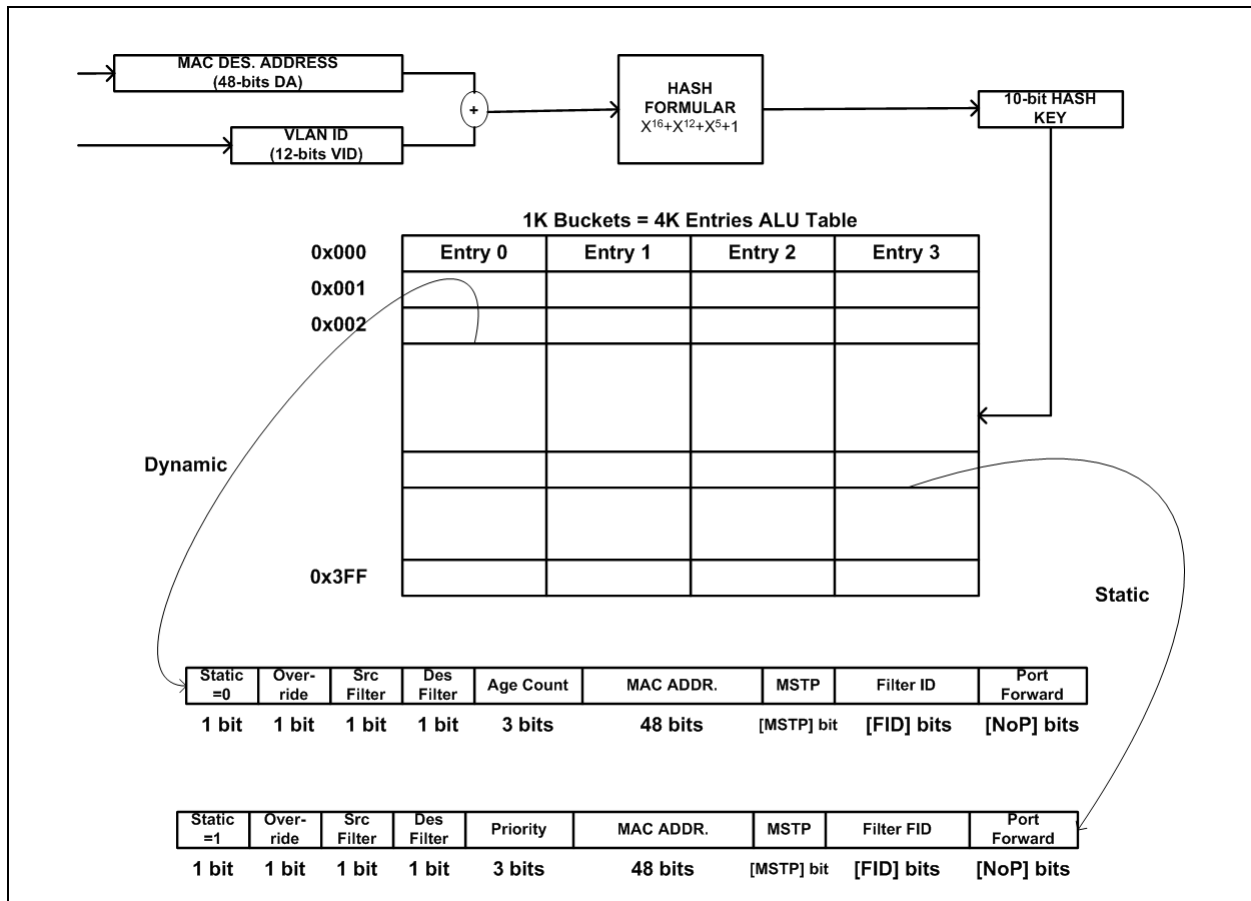 MAC DES. ADDRESS
(48-bits DA)
VLAN ID
(12-bits VID)
+
HASH
FORMULAR
X¹⁶+X¹²+X⁵+1
10-bit HASH
KEY
1K Buckets = 4K Entries ALU Table
0x000 Entry 0 Entry 1 Entry 2 Entry 3
0x001
0x002
Dynamic
0x3FF
Static
Static Over- Src Des Age Count MAC ADDR. MSTP Filter ID Port
=0 ride Filter Filter Forward
1 bit 1 bit 1 bit 1 bit 3 bits 48 bits [MSTP] bit [FID] bits [NoP] bits
Static Over- Src Des Priority MAC ADDR. MSTP Filter FID Port
=1 ride Filter Filter Forward
1 bit 1 bit 1 bit 1 bit 3 bits 48 bits [MSTP] bit [FID] bits [NoP] bits